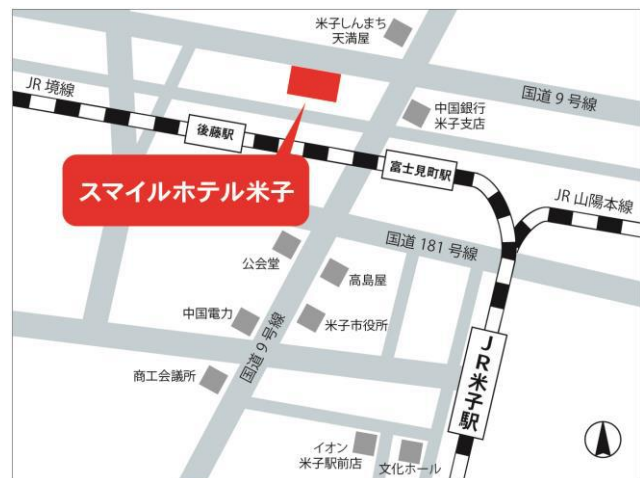 米子しんまち
天満屋
国道9号線
JR 境線
中国銀行
米子支店
後藤駅
富士見町駅
スマイルホテル米子
JR 山陽本線
国道 181 号線
公会堂
高島屋
中国電力
米子市役所
国道9号線
JR米子駅
商工会議所
イオン
米子駅前店
文化ホール